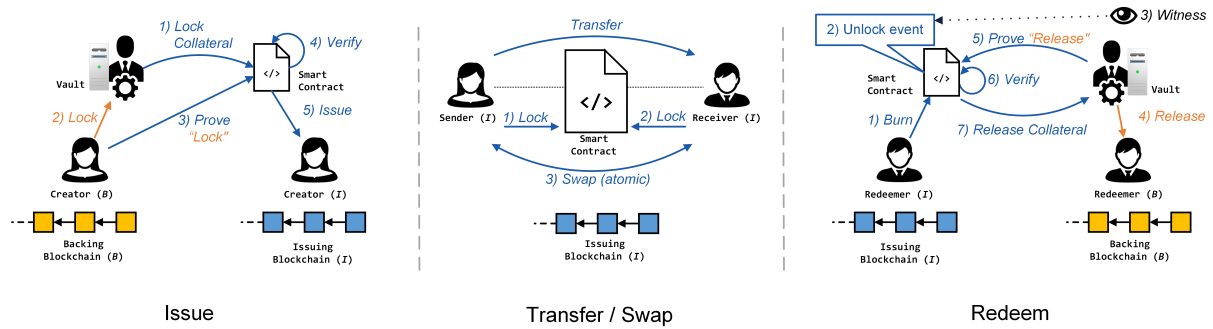 1) Lock
Collateral
4) Verify
</>
Vault
Smart
Contract
2) Lock
3) Prove
“Lock”
5) Issue
Creator (B)
Creator (I)
Backing
Blockchain (B)
Issuing
Blockchain (I)
Issue
Transfer
</>
Sender (I)
Receiver (I)
1) Lock
2) Lock
Smart
Contract
3) Swap (atomic)
Issuing
Blockchain (I)
Transfer / Swap
3) Witness
2) Unlock event
5) Prove “Release”
Smart
Contract
</>
6) Verify
Vault
1) Burn
7) Release Collateral
4) Release
Redeemer (I)
Redeemer (B)
Issuing
Blockchain (I)
Backing
Blockchain (B)
Redeem